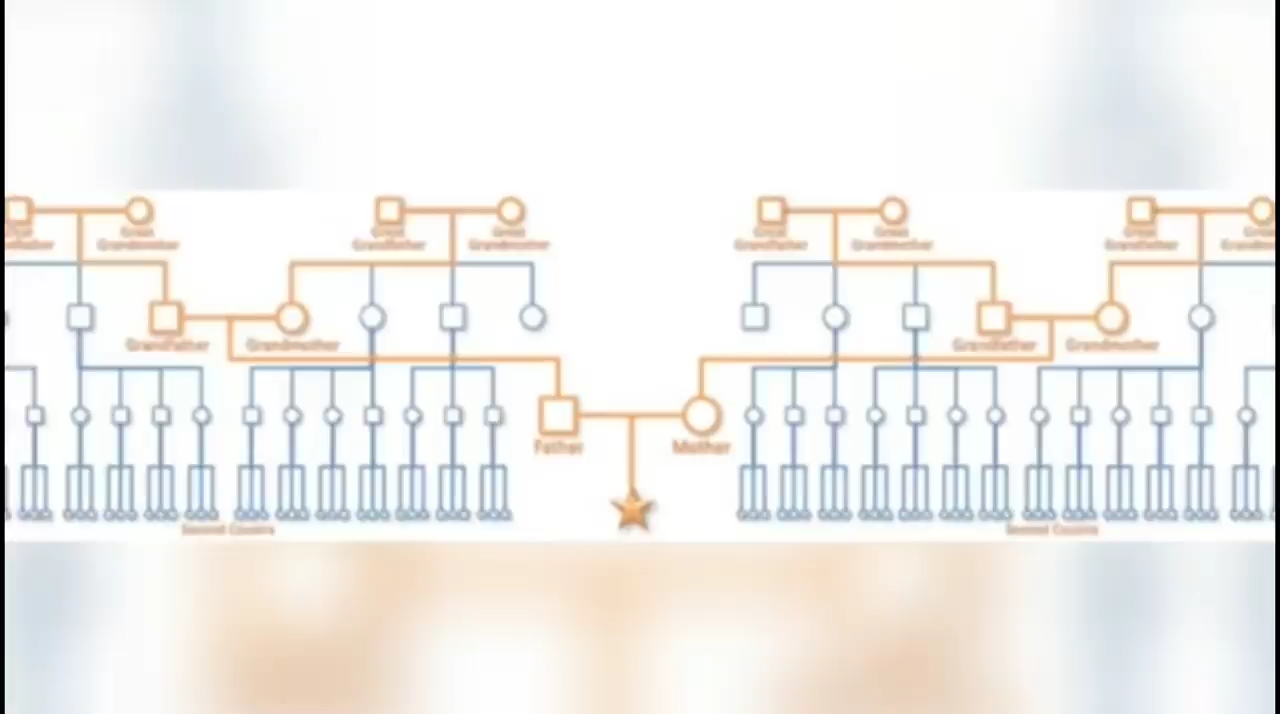 Great
Great
Great
Great
Great
Grandmother
Grandfather
Grandmother
Grandfather
Grandmother
Grandfather
Grandfather
Grandmother
Grandfather
Grandmother
Father
Mother
Second Cousins
Second Cousins